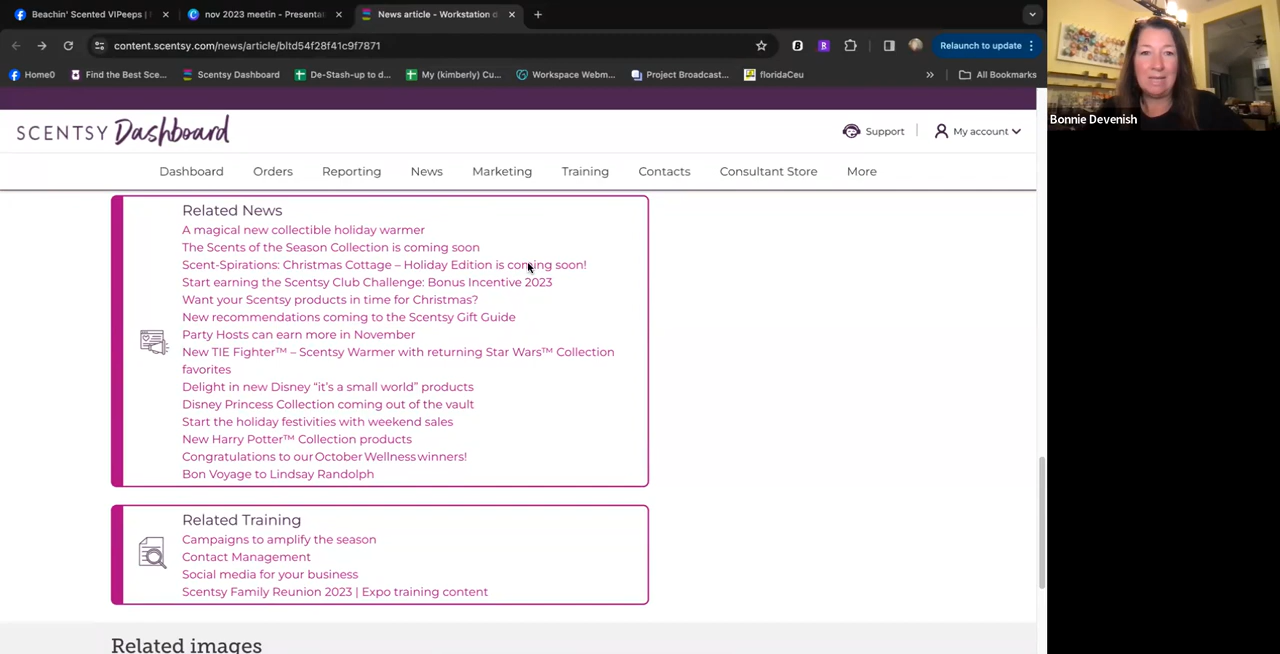 Beachin' Scented VIPeeps |
nov 2023 meetin - Presenta
News article - Workstation d
content.scentsy.com/news/article/bltd54f28f41c9f7871
Relaunch to update
Home0
Find the Best Sce...
Scentsy Dashboard
De-Stash-up to d...
My (kimberly) Cu...
Workspace Webm...
Project Broadcast...
floridaCeu
All Bookmarks
Bonnie Devenish
SCENTSY Dashboard
Support
My account
Dashboard
Orders
Reporting
News
Marketing
Training
Contacts
Consultant Store
More
Related News
A magical new collectible holiday warmer
The Scents of the Season Collection is coming soon
Scent-Spirations: Christmas Cottage – Holiday Edition is coming soon!
Start earning the Scentsy Club Challenge: Bonus Incentive 2023
Want your Scentsy products in time for Christmas?
New recommendations coming to the Scentsy Gift Guide
Party Hosts can earn more in November
New TIE Fighter™ – Scentsy Warmer with returning Star Wars™ Collection
favorites
Delight in new Disney “it’s a small world” products
Disney Princess Collection coming out of the vault
Start the holiday festivities with weekend sales
New Harry Potter™ Collection products
Congratulations to our October Wellness winners!
Bon Voyage to Lindsay Randolph
Related Training
Campaigns to amplify the season
Contact Management
Social media for your business
Scentsy Family Reunion 2023 | Expo training content
Related images